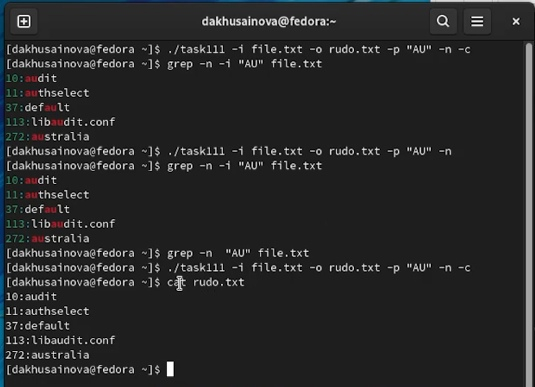 dakhusainova@fedora:~
[dakhusainova@fedora ~]$ ./task111 -i file.txt -o rudo.txt -p "AU" -n -c
[dakhusainova@fedora ~]$ grep -n -i "AU" file.txt
10:audit
11:authselect
37:default
113:libaudit.conf
272:australia
[dakhusainova@fedora ~]$ ./task111 -i file.txt -o rudo.txt -p "AU" -n
[dakhusainova@fedora ~]$ grep -n -i "AU" file.txt
10:audit
11:authselect
37:default
113:libaudit.conf
272:australia
[dakhusainova@fedora ~]$ grep -n  "AU" file.txt
[dakhusainova@fedora ~]$ ./task111 -i file.txt -o rudo.txt -p "AU" -n -c
[dakhusainova@fedora ~]$ cat rudo.txt
10:audit
11:authselect
37:default
113:libaudit.conf
272:australia
[dakhusainova@fedora ~]$